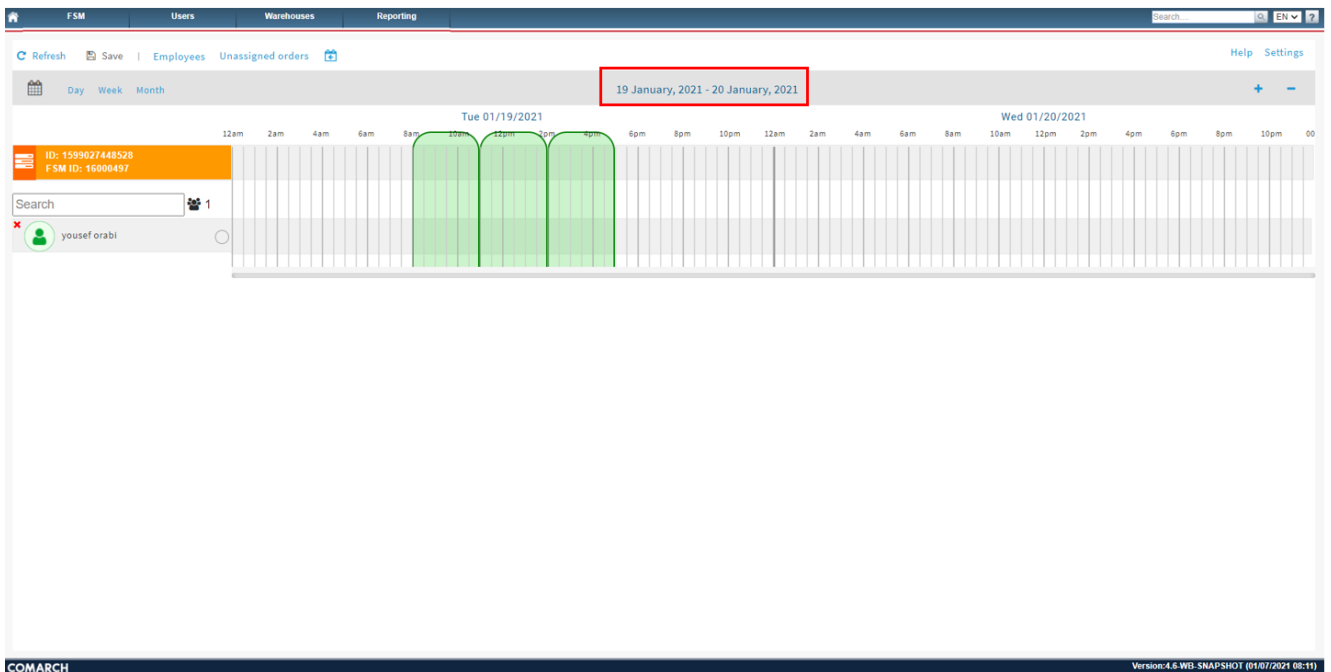 FSM Users Warehouses Reporting Search... EN ?
Refresh Save | Employees Unassigned orders Help Settings
Day Week Month 19 January, 2021 - 20 January, 2021 + -
Tue 01/19/2021 Wed 01/20/2021
12am 2am 4am 6am 8am 10am 12pm 2pm 4pm 6pm 8pm 10pm 12am 2am 4am 6am 8am 10am 12pm 2pm 4pm 6pm 8pm 10pm 00
ID: 1599027448528
FSM ID: 16000497
Search 1
yousef orabi
COMARCH Version:4.6-WB-SNAPSHOT (01/07/2021 08:11)